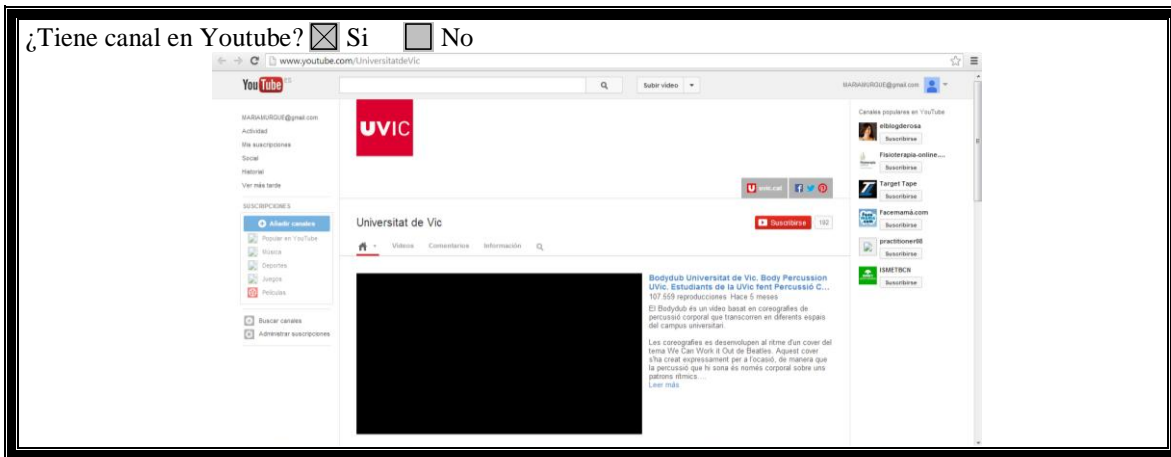 ¿Tiene canal en Youtube? Si No
www.youtube.com/UniversitatdeVic
YouTube ES
Subir vídeo
MARIAMURGUE@gmail.com
MARIAMURGUE@gmail.com
Actividad
Mis suscripciones
Social
Historial
Ver más tarde
SUSCRIPCIONES
Añadir canales
Popular en YouTube
Música
Deportes
Juegos
Películas
Buscar canales
Administrar suscripciones
UVIC
uvic.cat
Universitat de Vic
Suscribirse 192
Vídeos Comentarios Información
Bodydub Universitat de Vic. Body Percussion
UVic. Estudiants de la UVic fent Percussió C...
107.559 reproducciones Hace 5 meses
El Bodydub és un vídeo basat en coreografies de
percussió corporal que transcorren en diferents espais
del campus universitari.
Les coreografies es desenvolupen al ritme d'un cover del
tema We Can Work it Out de Beatles. Aquest cover
s'ha creat expressament per a l'ocasió, de manera que
la percussió que hi sona és només corporal sobre uns
patrons rítmics....
Leer más
Canales populares en YouTube
elblogderosa
Suscribirse
Fisioterapia-online....
Suscribirse
Target Tape
Suscribirse
Facemamá.com
Suscribirse
practitioner98
Suscribirse
ISMETBCN
Suscribirse